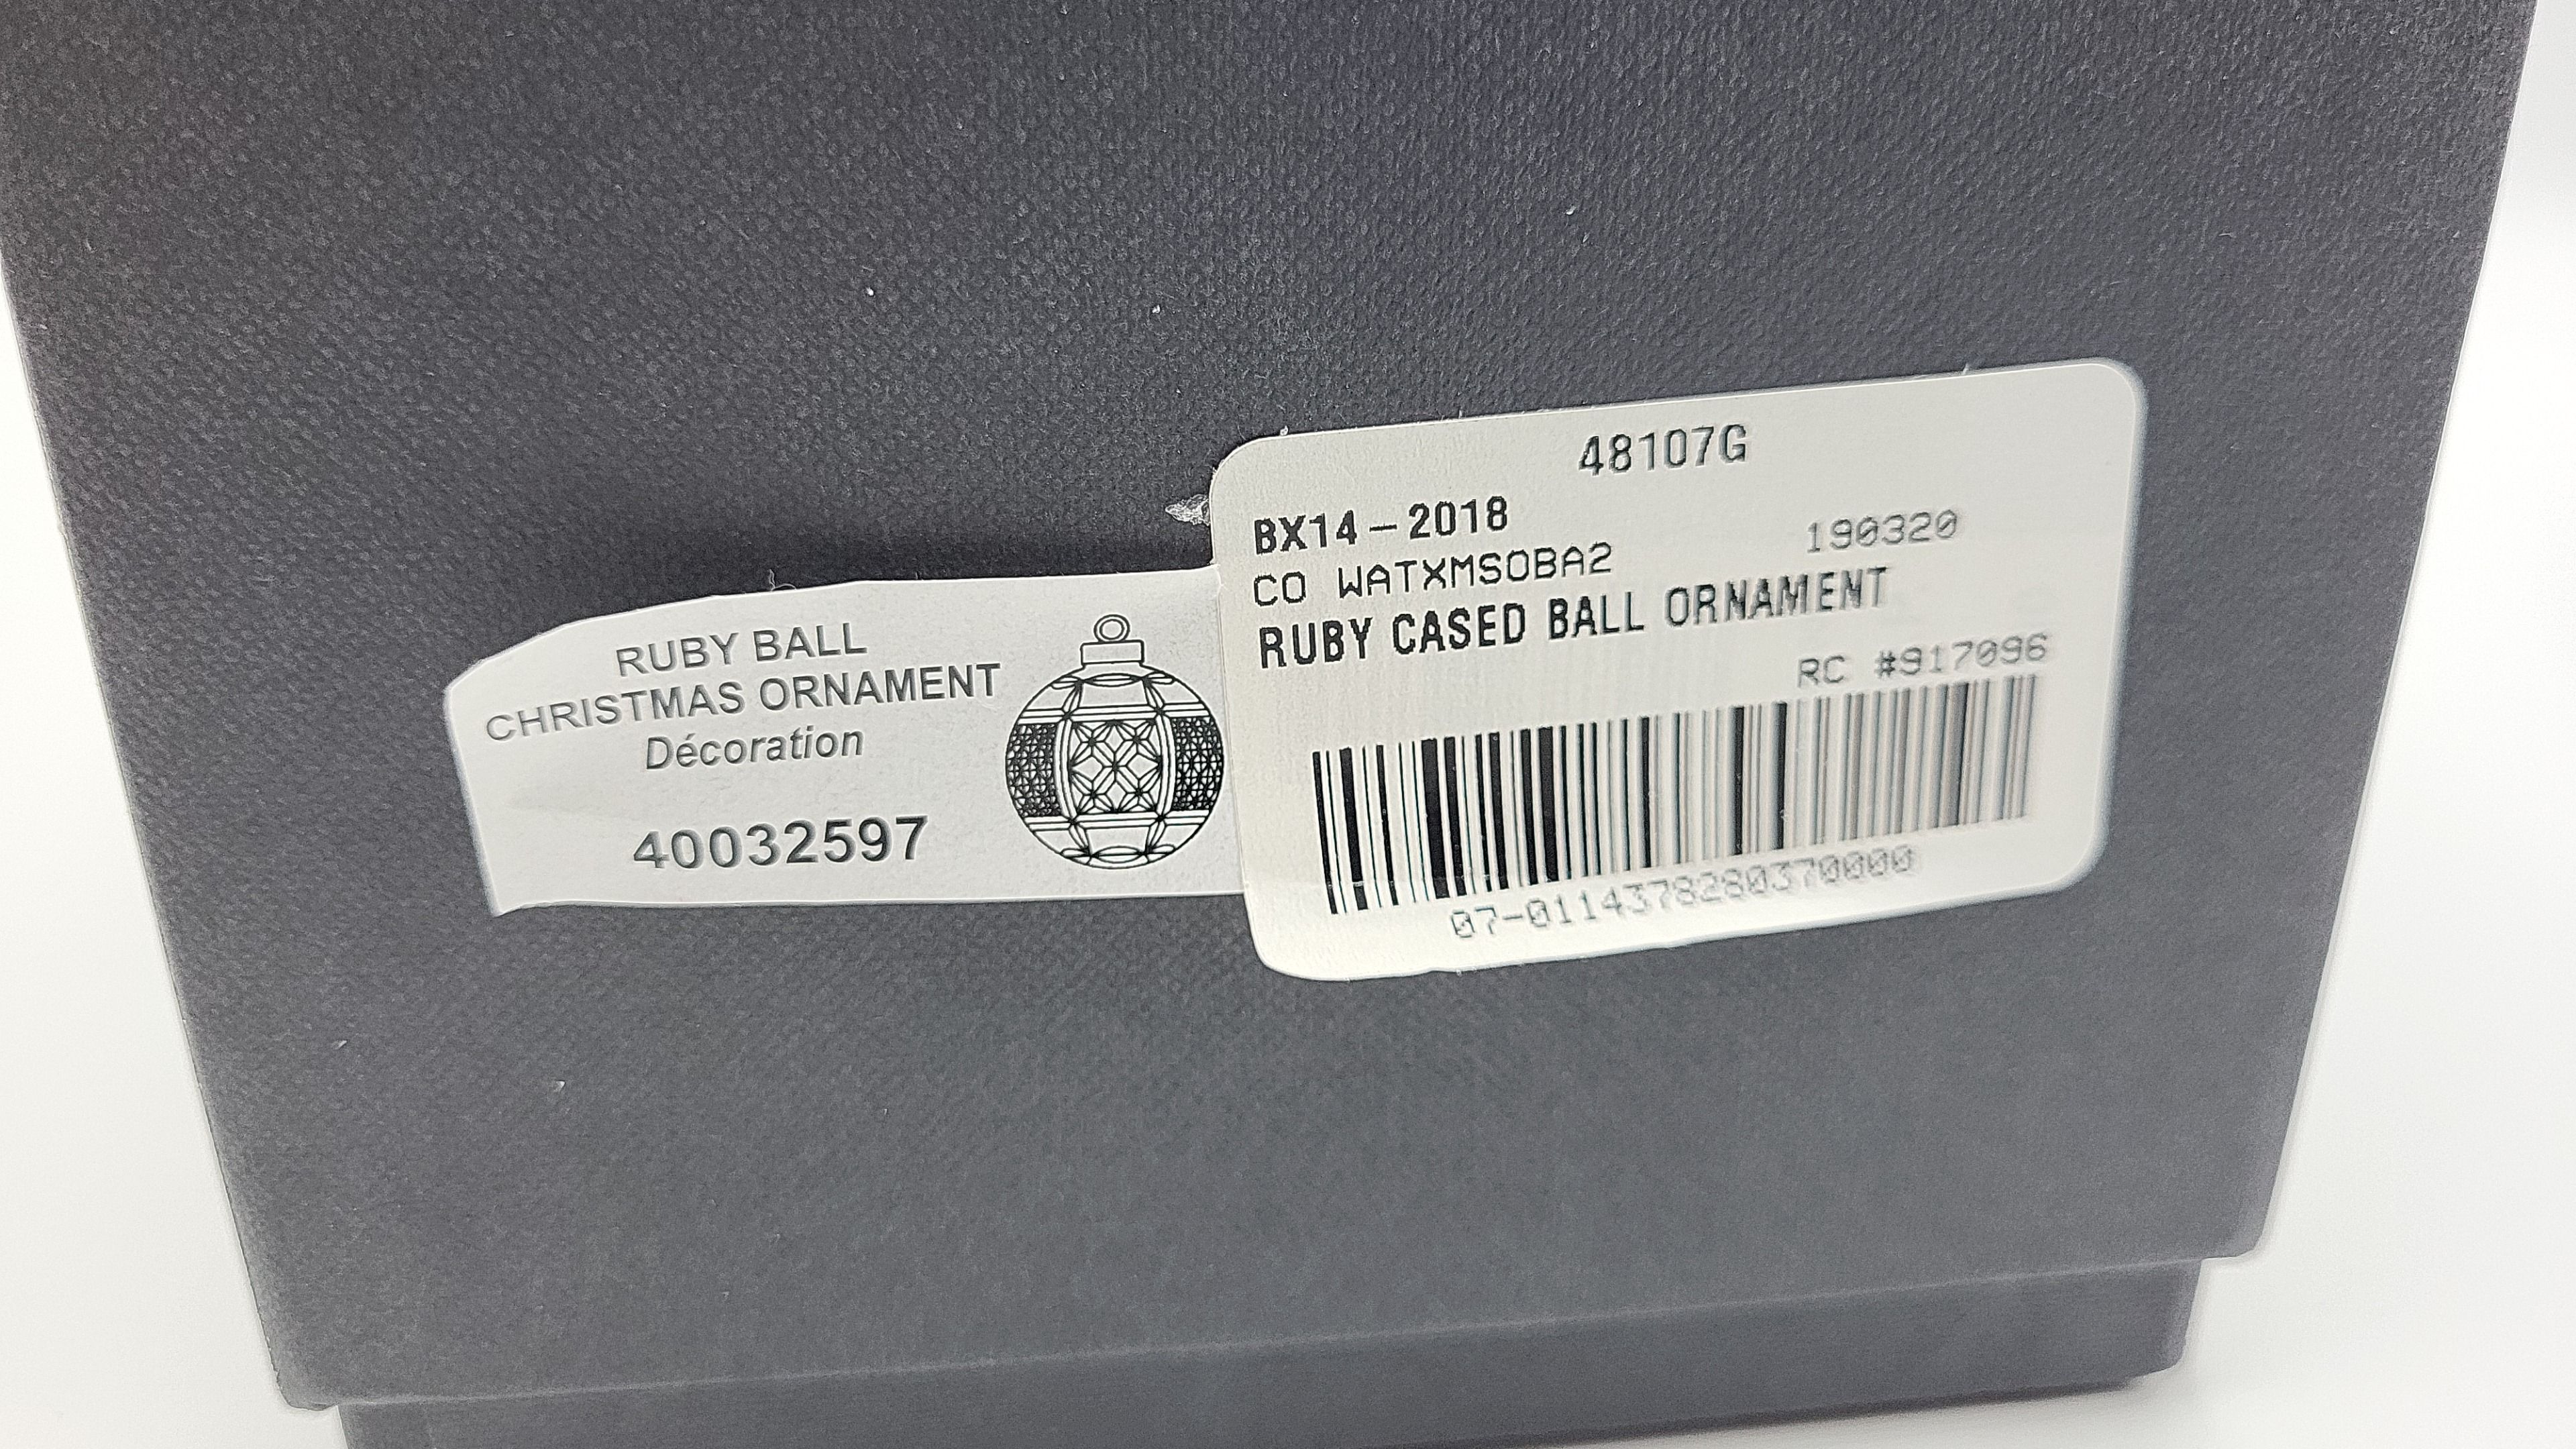 RUBY BALL
CHRISTMAS ORNAMENT
Décoration
40032597
48107G
BX14-2018
190320
CO WATXMSOBA2
RUBY CASED BALL ORNAMENT
RC #917096
07-0114378280370000